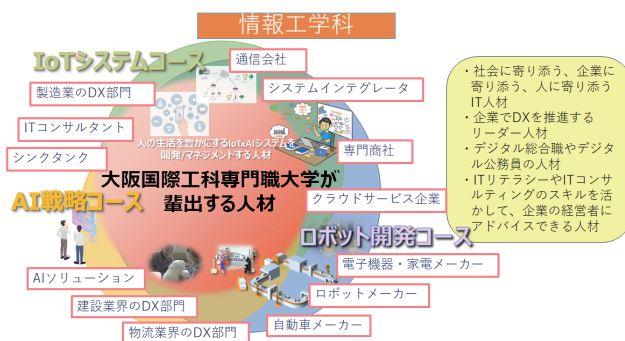 情報工学科
IoTシステムコース
通信会社
製造業のDX部門
システムインテグレータ
ITコンサルタント
人の生活を豊かにするIoTxAIシステムを
開発/マネジメントする人材
シンクタンク
専門商社
大阪国際工科専門職大学が
輩出する人材
AI戦略コース
クラウドサービス企業
ロボット開発コース
電子機器・家電メーカー
AIソリューション
ロボットメーカー
建設業界のDX部門
自動車メーカー
物流業界のDX部門
・社会に寄り添う、企業に
寄り添う、人に寄り添う
IT人材
・企業でDXを推進する
リーダー人材
・デジタル総合職やデジタ
ル公務員の人材
・ITリテラシーやITコンサ
ルティングのスキルを活
かして、企業の経営者に
アドバイスできる人材